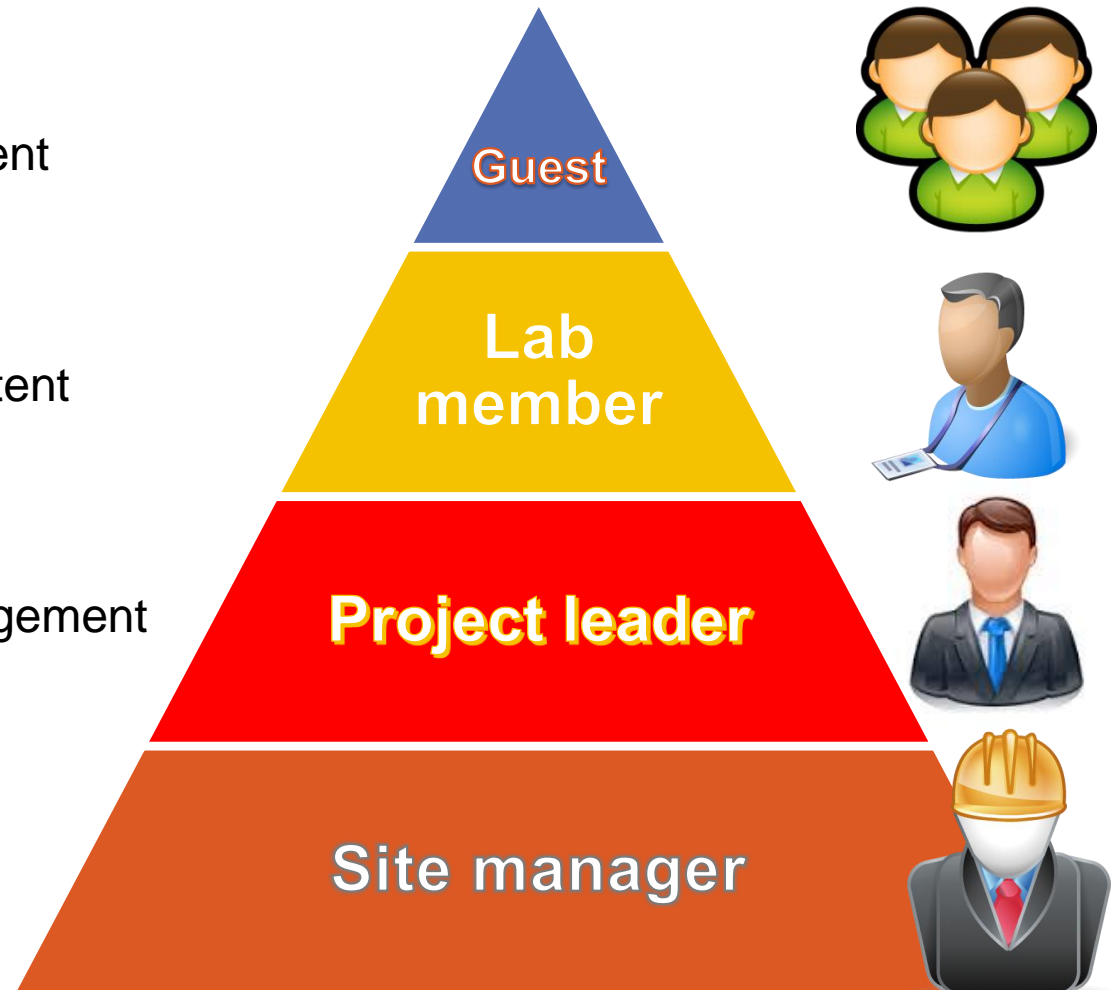 ent
Guest
Lab
member
tent
Project leader
gement
Site manager